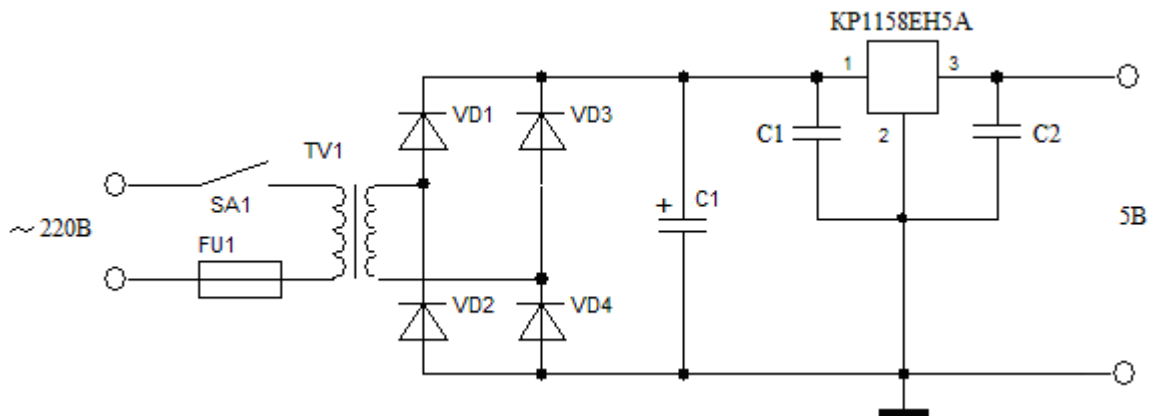 КР1158ЕН5А
1
3
VD1
VD3
C1
2
C2
TV1
SA1
+
C1
~ 220В
5В
FU1
VD2
VD4